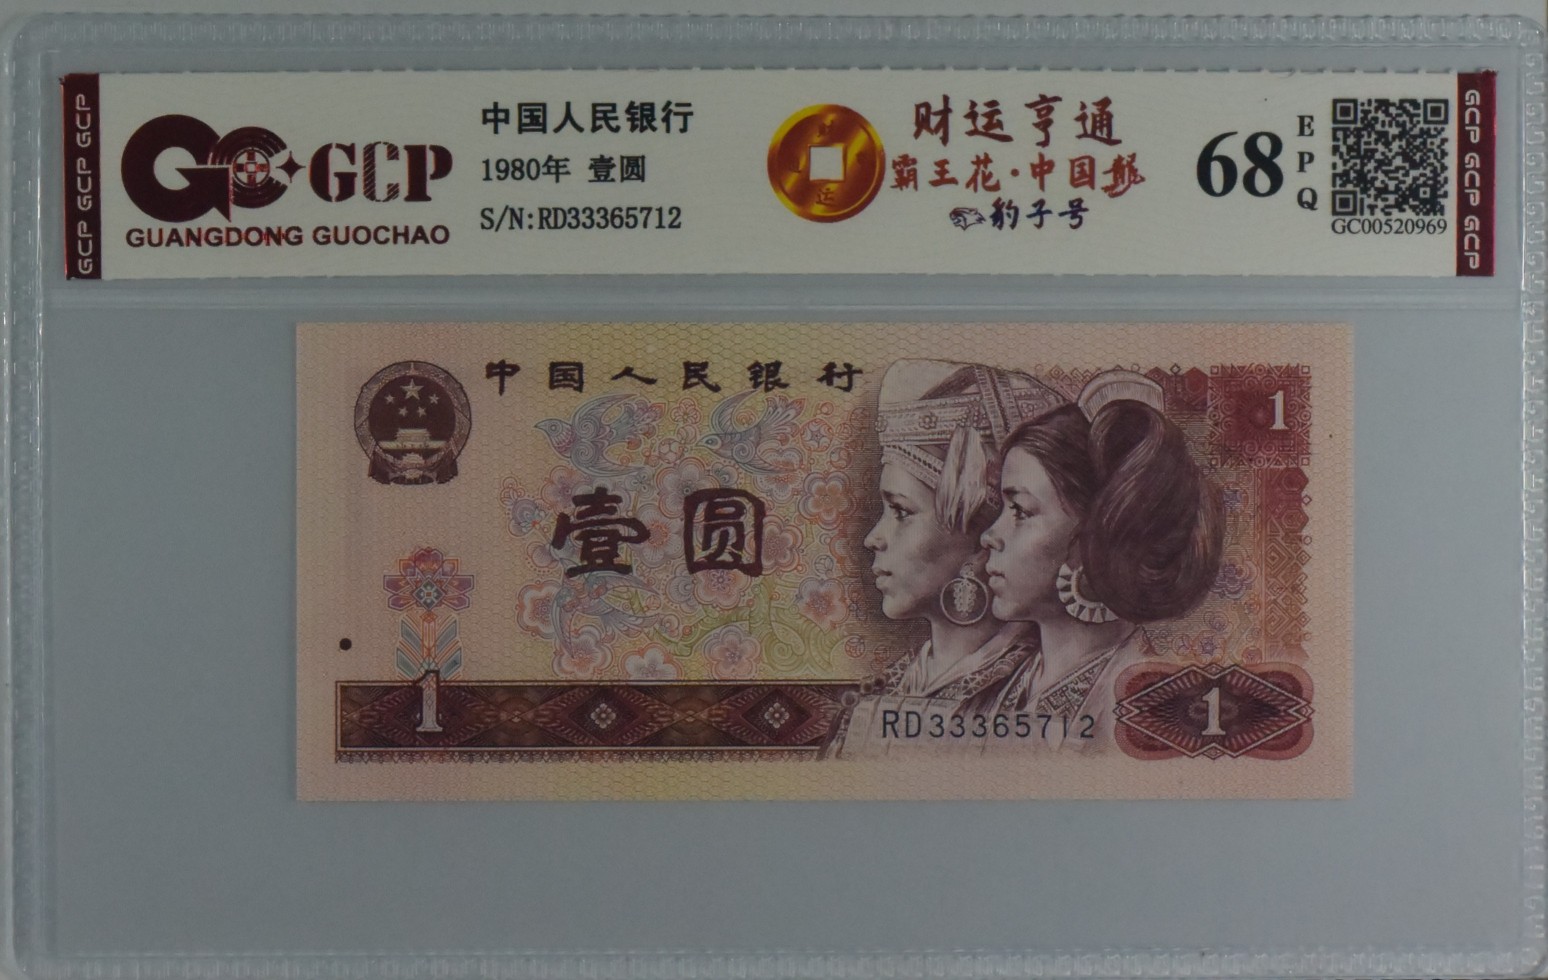 GCP GCP GCP
GCP
GUANGDONG GUOCHAO
中国人民银行
1980年 壹圆
S/N:RD33365712
财运亨通
霸王花·中国龍
豹子号
68
EPQ
GC00520969
GCP GCP GCP
中国人民银行
1
壹圆
1
RD33365712
1